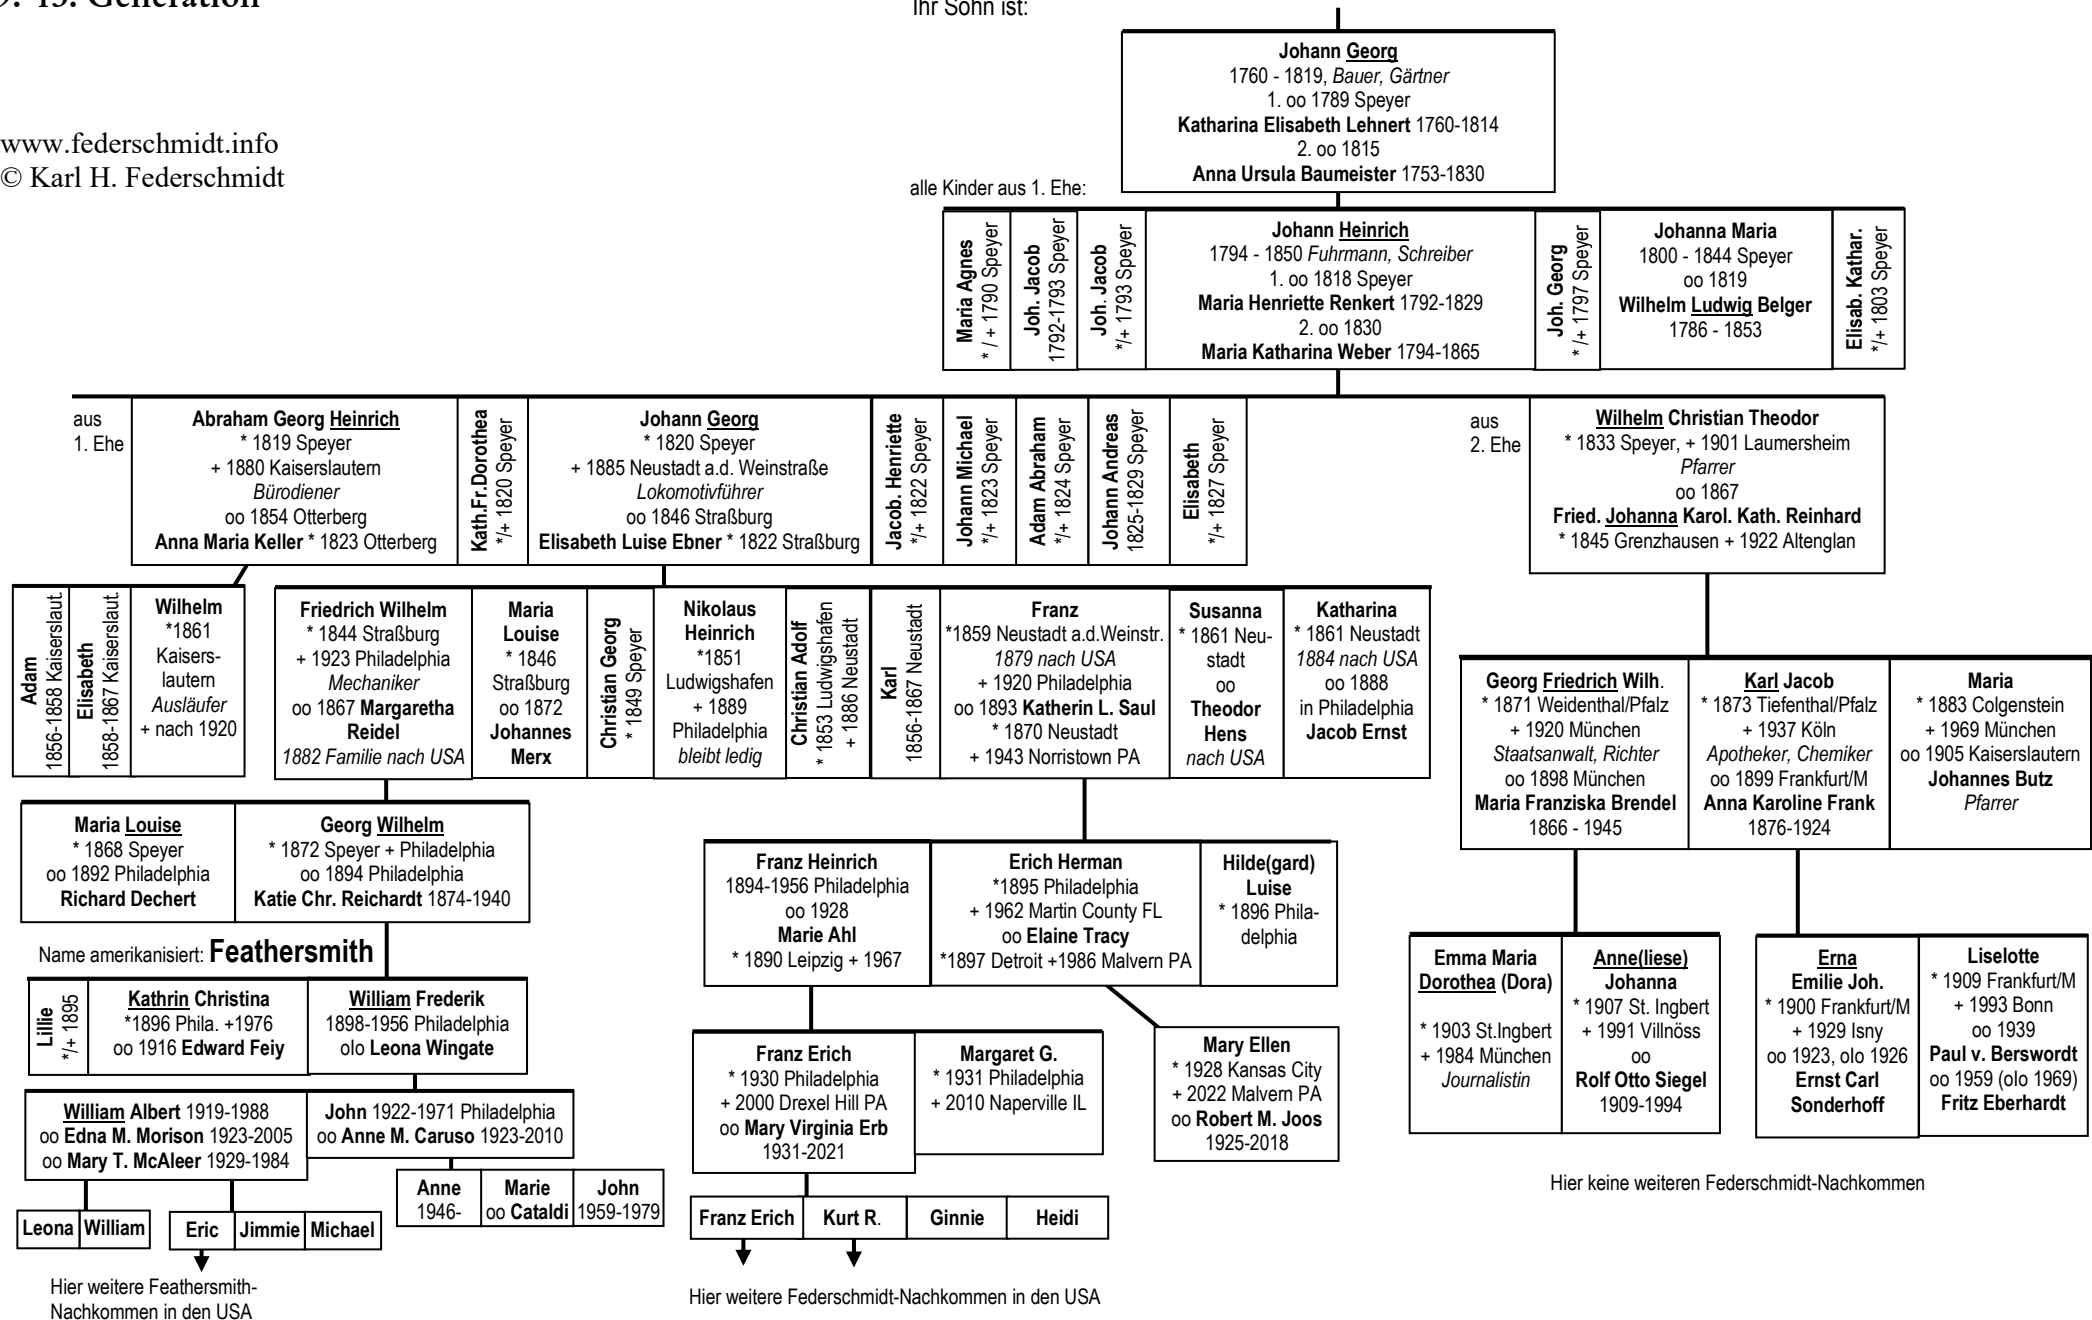 9.-13. Generation
Ihr Sohn ist:
www.federschmidt.info
© Karl H. Federschmidt
Johann Georg
1760 - 1819, Bauer, Gärtner
1. oo 1789 Speyer
Katharina Elisabeth Lehnert 1760-1814
2. oo 1815
Anna Ursula Baumeister 1753-1830
alle Kinder aus 1. Ehe:
Maria Agnes
* / + 1790 Speyer
Joh. Jacob
1792-1793 Speyer
Joh. Jacob
*/+ 1793 Speyer
Johann Heinrich
1794 - 1850 Fuhrmann, Schreiber
1. oo 1818 Speyer
Maria Henriette Renkert 1792-1829
2. oo 1830
Maria Katharina Weber 1794-1865
Joh. Georg
* /+ 1797 Speyer
Johanna Maria
1800 - 1844 Speyer
oo 1819
Wilhelm Ludwig Belger
1786 - 1853
Elisab. Kathar.
*/+ 1803 Speyer
aus
1. Ehe
Abraham Georg Heinrich
* 1819 Speyer
+ 1880 Kaiserslautern
Bürodiener
oo 1854 Otterberg
Anna Maria Keller * 1823 Otterberg
Kath.Fr.Dorothea
*/+ 1820 Speyer
Johann Georg
* 1820 Speyer
+ 1885 Neustadt a.d. Weinstraße
Lokomotivführer
oo 1846 Straßburg
Elisabeth Luise Ebner * 1822 Straßburg
Jacob. Henriette
*/+ 1822 Speyer
Johann Michael
*/+ 1823 Speyer
Adam Abraham
*/+ 1824 Speyer
Johann Andreas
1825-1829 Speyer
Elisabeth
*/+ 1827 Speyer
aus
2. Ehe
Wilhelm Christian Theodor
* 1833 Speyer, + 1901 Laumersheim
Pfarrer
oo 1867
Fried. Johanna Karol. Kath. Reinhard
* 1845 Grenzhausen + 1922 Altenglan
Adam
1856-1858 Kaiserslaut.
Elisabeth
1858-1867 Kaiserslaut.
Wilhelm
*1861
Kaisers-
lautern
Ausläufer
+ nach 1920
Friedrich Wilhelm
* 1844 Straßburg
+ 1923 Philadelphia
Mechaniker
oo 1867 Margaretha
Reidel
1882 Familie nach USA
Maria
Louise
* 1846
Straßburg
oo 1872
Johannes
Merx
Christian Georg
* 1849 Speyer
Nikolaus
Heinrich
*1851
Ludwigshafen
+ 1889
Philadelphia
bleibt ledig
Christian Adolf
* 1853 Ludwigshafen
+ 1886 Neustadt
Karl
1856-1867 Neustadt
Franz
*1859 Neustadt a.d.Weinstr.
1879 nach USA
+ 1920 Philadelphia
oo 1893 Katherin L. Saul
* 1870 Neustadt
+ 1943 Norristown PA
Susanna
* 1861 Neu-
stadt
oo
Theodor
Hens
nach USA
Katharina
* 1861 Neustadt
1884 nach USA
oo 1888
in Philadelphia
Jacob Ernst
Georg Friedrich Wilh.
* 1871 Weidenthal/Pfalz
+ 1920 München
Staatsanwalt, Richter
oo 1898 München
Maria Franziska Brendel
1866 - 1945
Karl Jacob
* 1873 Tiefenthal/Pfalz
+ 1937 Köln
Apotheker, Chemiker
oo 1899 Frankfurt/M
Anna Karoline Frank
1876-1924
Maria
* 1883 Colgenstein
+ 1969 München
oo 1905 Kaiserslautern
Johannes Butz
Pfarrer
Maria Louise
* 1868 Speyer
oo 1892 Philadelphia
Richard Dechert
Georg Wilhelm
* 1872 Speyer + Philadelphia
oo 1894 Philadelphia
Katie Chr. Reichardt 1874-1940
Franz Heinrich
1894-1956 Philadelphia
oo 1928
Marie Ahl
* 1890 Leipzig + 1967
Erich Herman
*1895 Philadelphia
+ 1962 Martin County FL
oo Elaine Tracy
*1897 Detroit +1986 Malvern PA
Hilde(gard)
Luise
* 1896 Phila-
delphia
Name amerikanisiert: Feathersmith
Lillie
*/+ 1895
Kathrin Christina
*1896 Phila. +1976
oo 1916 Edward Feiy
William Frederik
1898-1956 Philadelphia
olo Leona Wingate
Emma Maria
Dorothea (Dora)
* 1903 St.Ingbert
+ 1984 München
Journalistin
Anne(liese)
Johanna
* 1907 St. Ingbert
+ 1991 Villnöss
oo
Rolf Otto Siegel
1909-1994
Erna
Emilie Joh.
* 1900 Frankfurt/M
+ 1929 Isny
oo 1923, olo 1926
Ernst Carl
Sonderhoff
Liselotte
* 1909 Frankfurt/M
+ 1993 Bonn
oo 1939
Paul v. Berswordt
oo 1959 (olo 1969)
Fritz Eberhardt
Franz Erich
* 1930 Philadelphia
+ 2000 Drexel Hill PA
oo Mary Virginia Erb
1931-2021
Margaret G.
* 1931 Philadelphia
+ 2010 Naperville IL
Mary Ellen
* 1928 Kansas City
+ 2022 Malvern PA
oo Robert M. Joos
1925-2018
William Albert 1919-1988
oo Edna M. Morison 1923-2005
oo Mary T. McAleer 1929-1984
John 1922-1971 Philadelphia
oo Anne M. Caruso 1923-2010
Anne
1946-
Marie
oo Cataldi
John
1959-1979
Hier keine weiteren Federschmidt-Nachkommen
Leona
William
Eric
Jimmie
Michael
Franz Erich
Kurt R.
Ginnie
Heidi
Hier weitere Feathersmith-
Nachkommen in den USA
Hier weitere Federschmidt-Nachkommen in den USA